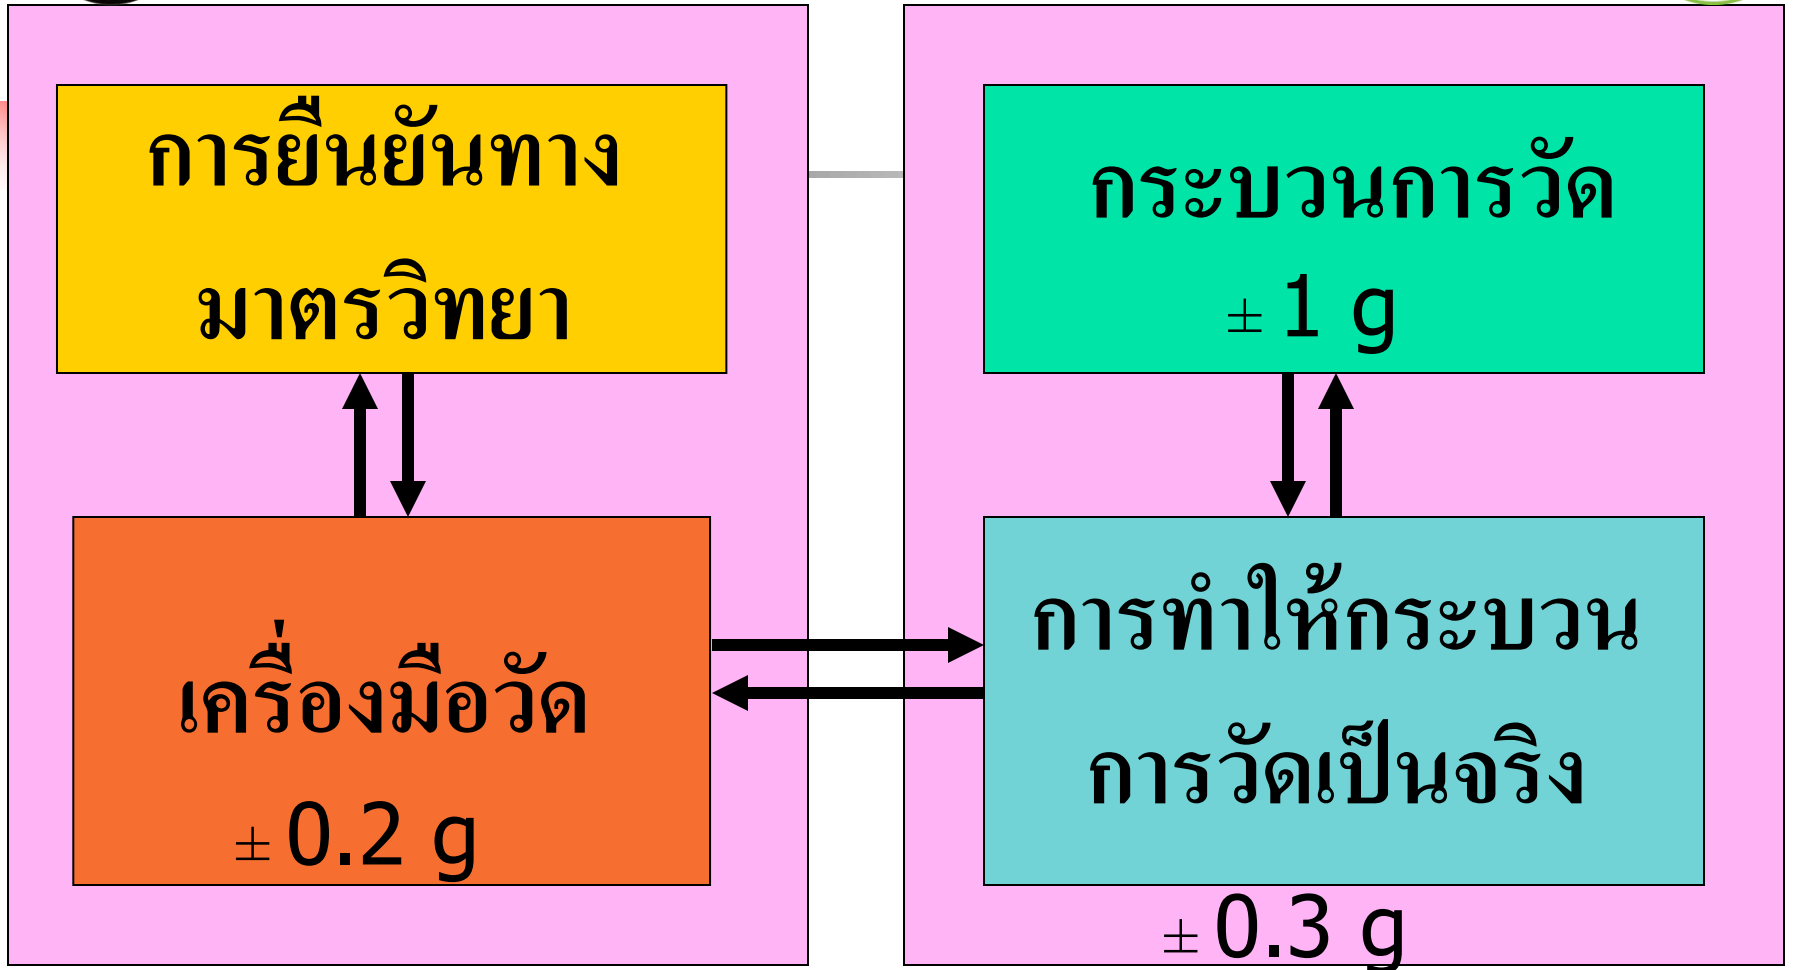 การยืนยันทาง
มาตรวิทยา
เครื่องมือวัด
± 0.2 g
กระบวนการวัด
± 1 g
การทำให้กระบวน
การวัดเป็นจริง
± 0.3 g